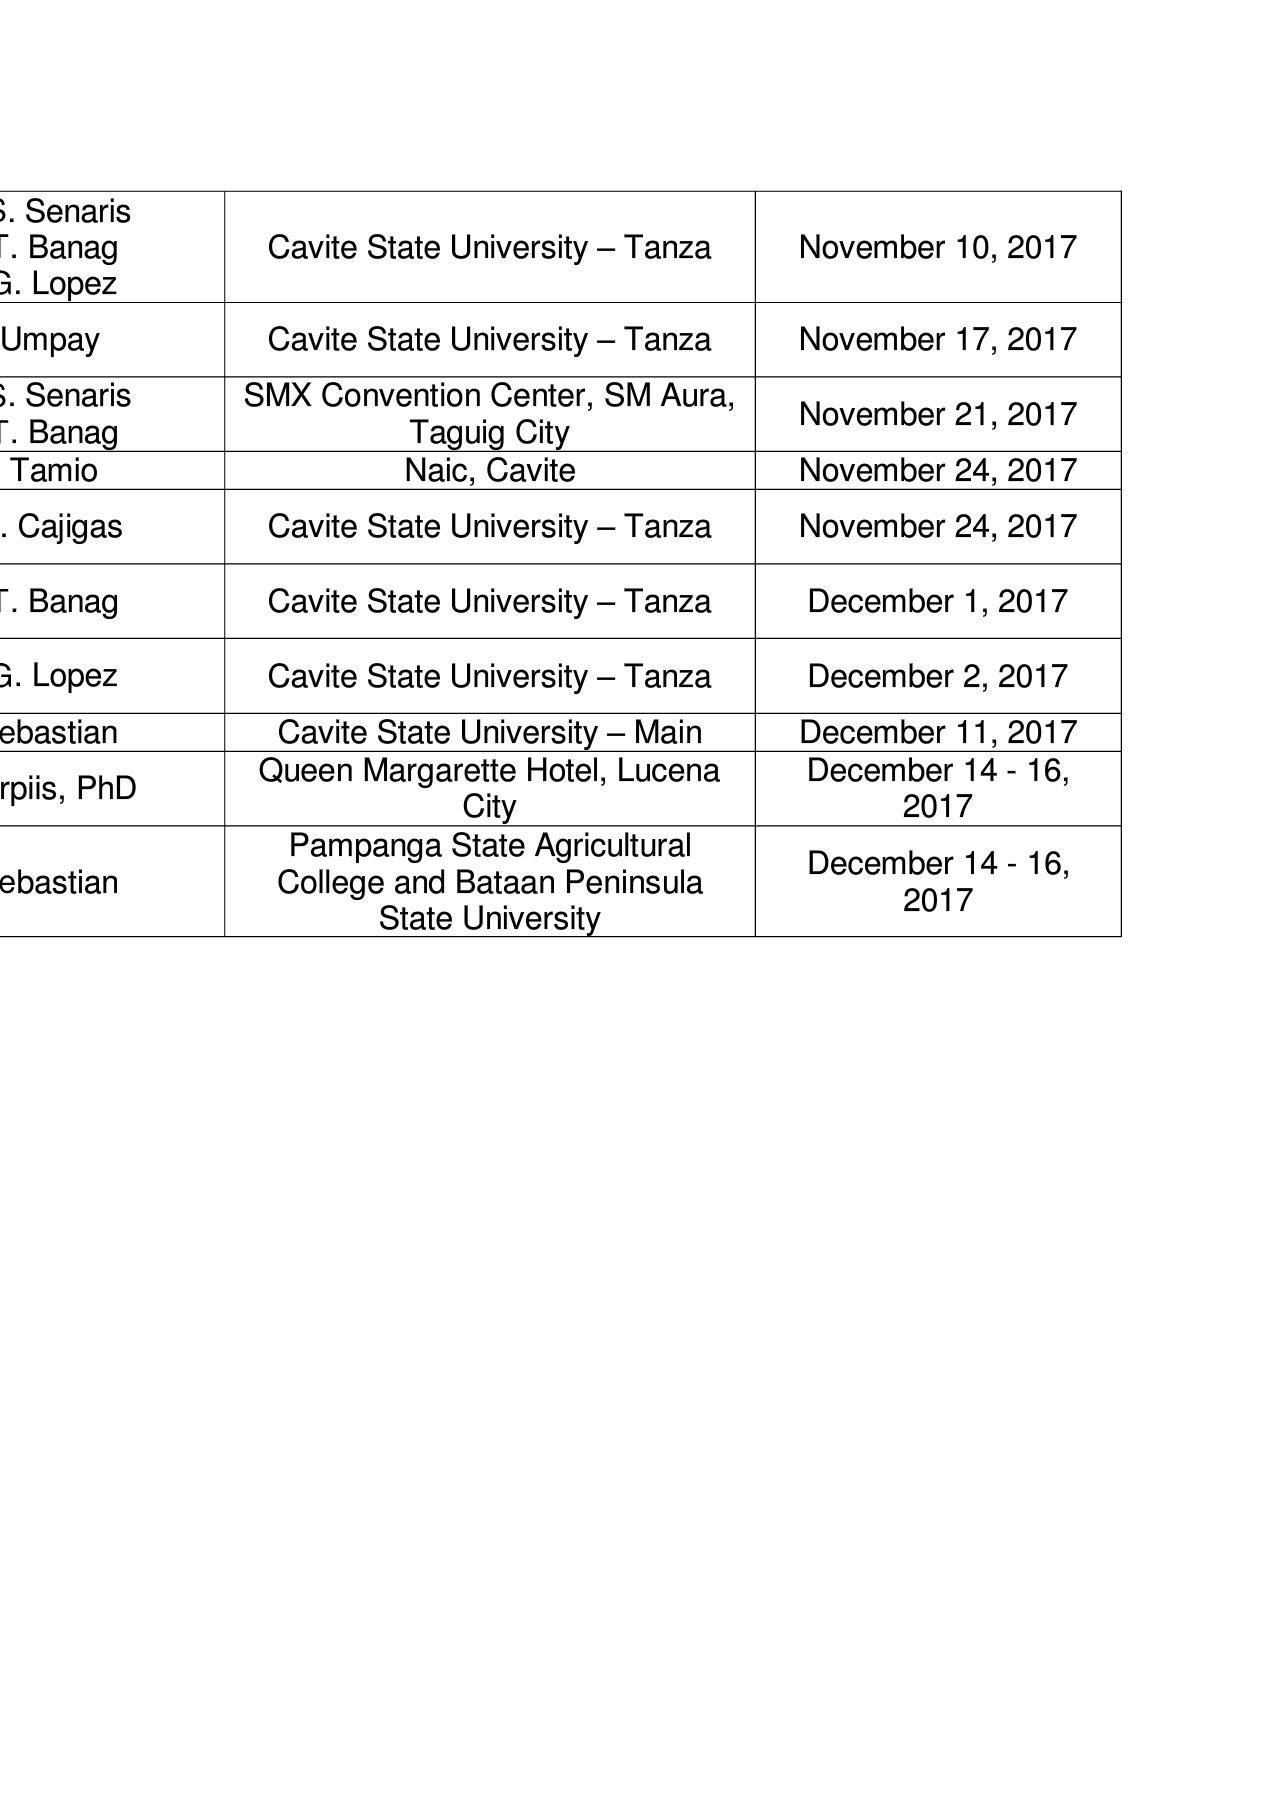 S. Senaris
T. Banag
G. Lopez
Cavite State University – Tanza
November 10, 2017
Umpay
Cavite State University – Tanza
November 17, 2017
S. Senaris
T. Banag
SMX Convention Center, SM Aura,
Taguig City
November 21, 2017
Tamio
Naic, Cavite
November 24, 2017
. Cajigas
Cavite State University – Tanza
November 24, 2017
T. Banag
Cavite State University – Tanza
December 1, 2017
G. Lopez
Cavite State University – Tanza
December 2, 2017
ebastian
Cavite State University – Main
December 11, 2017
rpiis, PhD
Queen Margarette Hotel, Lucena
City
December 14 - 16,
2017
ebastian
Pampanga State Agricultural
College and Bataan Peninsula
State University
December 14 - 16,
2017